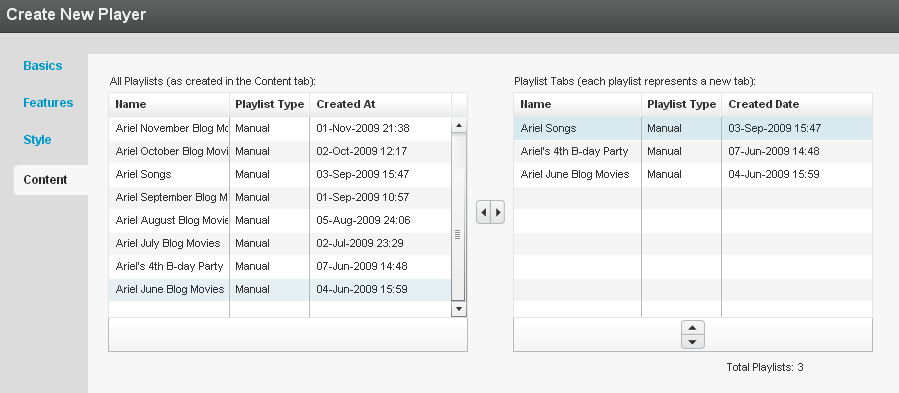 Create New Player
Basics
Features
Style
Content
All Playlists (as created in the Content tab):
Name Playlist Type Created At
Ariel November Blog Mo Manual 01-Nov-2009 21:38
Ariel October Blog Movi Manual 02-Oct-2009 12:17
Ariel Songs Manual 03-Sep-2009 15:47
Ariel September Blog M Manual 01-Sep-2009 10:57
Ariel August Blog Movie Manual 05-Aug-2009 24:06
Ariel July Blog Movies Manual 02-Jul-2009 23:29
Ariel's 4th B-day Party Manual 07-Jun-2009 14:48
Ariel June Blog Movies Manual 04-Jun-2009 15:59
Playlist Tabs (each playlist represents a new tab):
Name Playlist Type Created Date
Ariel Songs Manual 03-Sep-2009 15:47
Ariel's 4th B-day Party Manual 07-Jun-2009 14:48
Ariel June Blog Movies Manual 04-Jun-2009 15:59
Total Playlists: 3